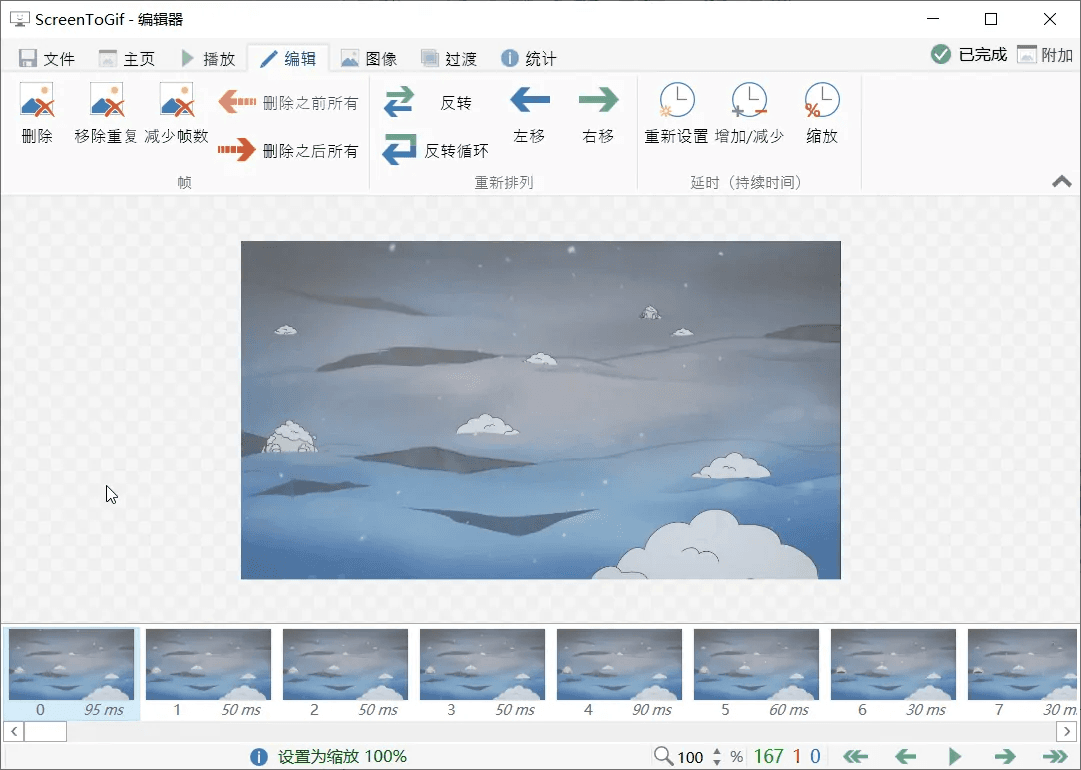 ScreenToGif - 编辑器
文件 主页 播放 编辑 图像 过渡 统计 已完成 附加
删除 移除重复 减少帧数 删除之前所有 删除之后所有
反转 反转循环 左移 右移
重新设置 增加/减少 缩放
帧 重新排列 延时（持续时间）
0 95 ms 1 50 ms 2 50 ms 3 50 ms 4 90 ms 5 60 ms 6 30 ms 7 30 m
设置为缩放 100% 100 % 167 1 0